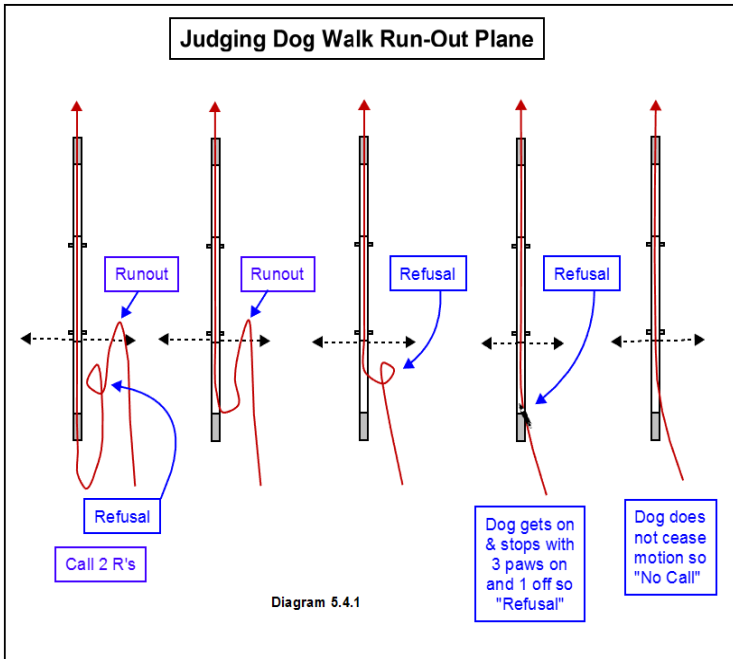 Judging Dog Walk Run-Out Plane
Runout
Runout
Refusal
Refusal
Refusal
Call 2 R's
Dog gets on
& stops with
3 paws on
and 1 off so
"Refusal"
Dog does
not cease
motion so
"No Call"
Diagram 5.4.1